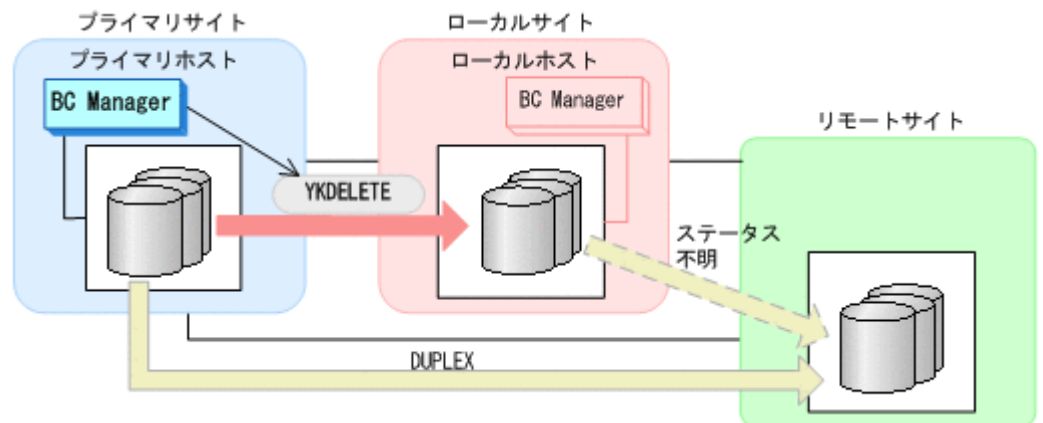 プライマリサイト
ローカルサイト
プライマリホスト
ローカルホスト
BC Manager
BC Manager
リモートサイト
YKDELETE
ステータス
不明
DUPLEX